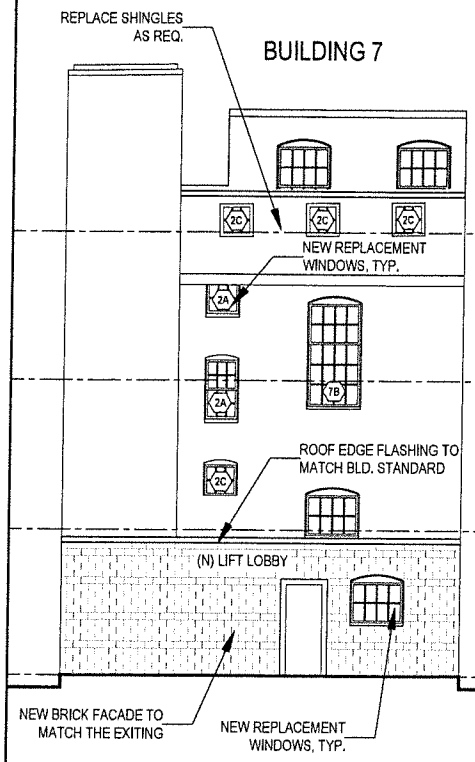 REPLACE SHINGLES
AS REQ.
BUILDING 7
2C
2C
2C
NEW REPLACEMENT
WINDOWS, TYP.
2A
2A
7B
ROOF EDGE FLASHING TO
MATCH BLD. STANDARD
2C
(N) LIFT LOBBY
NEW BRICK FACADE TO
MATCH THE EXITING
NEW REPLACEMENT
WINDOWS, TYP.